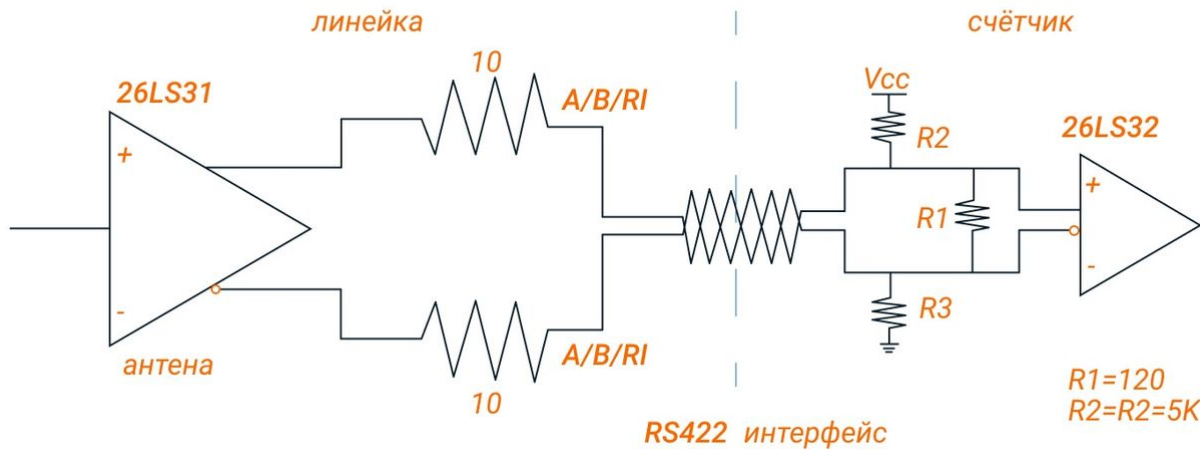 линейка
счётчик
10
Vcc
26LS31
A/B/RI
R2
26LS32
+
+
R1
-
-
R3
антена
A/B/RI
10
R1=120
R2=R2=5K
RS422 интерфейс